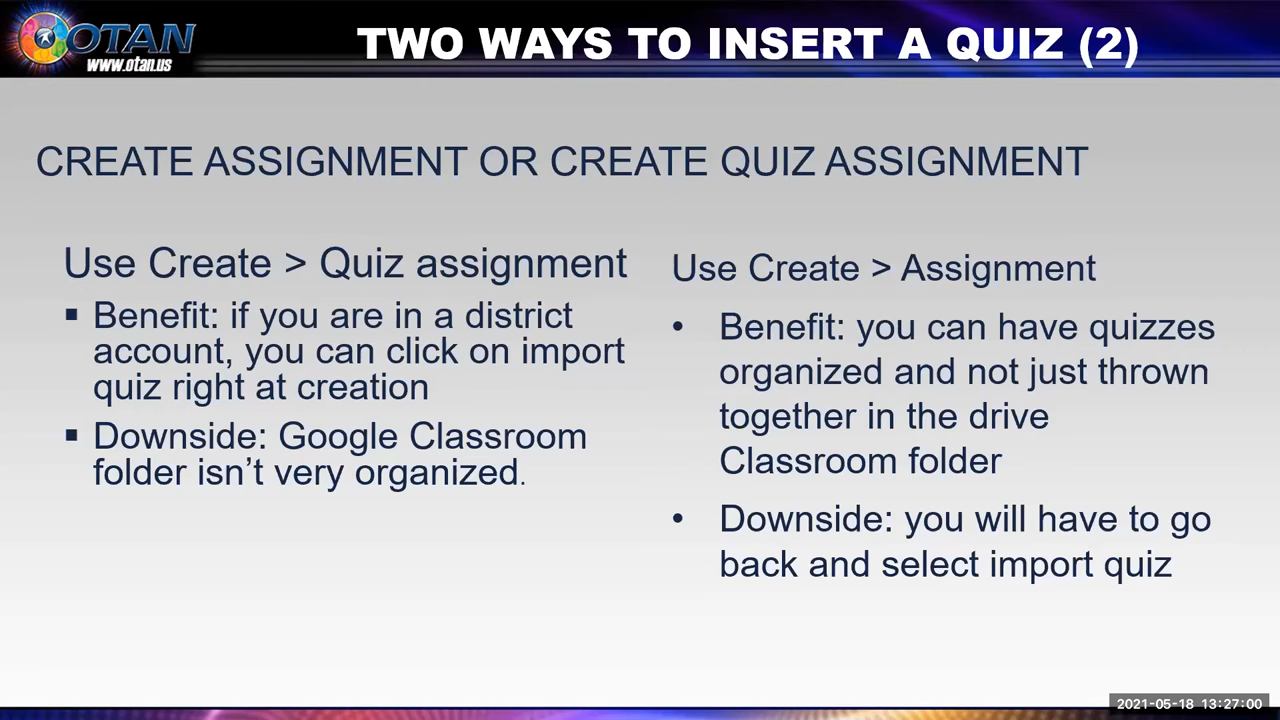 OTAN
www.otan.us
TWO WAYS TO INSERT A QUIZ (2)
CREATE ASSIGNMENT OR CREATE QUIZ ASSIGNMENT
Use Create > Quiz assignment
▪ Benefit: if you are in a district
account, you can click on import
quiz right at creation
▪ Downside: Google Classroom
folder isn’t very organized.
Use Create > Assignment
• Benefit: you can have quizzes
organized and not just thrown
together in the drive
Classroom folder
• Downside: you will have to go
back and select import quiz
2021-05-18 13:27:00